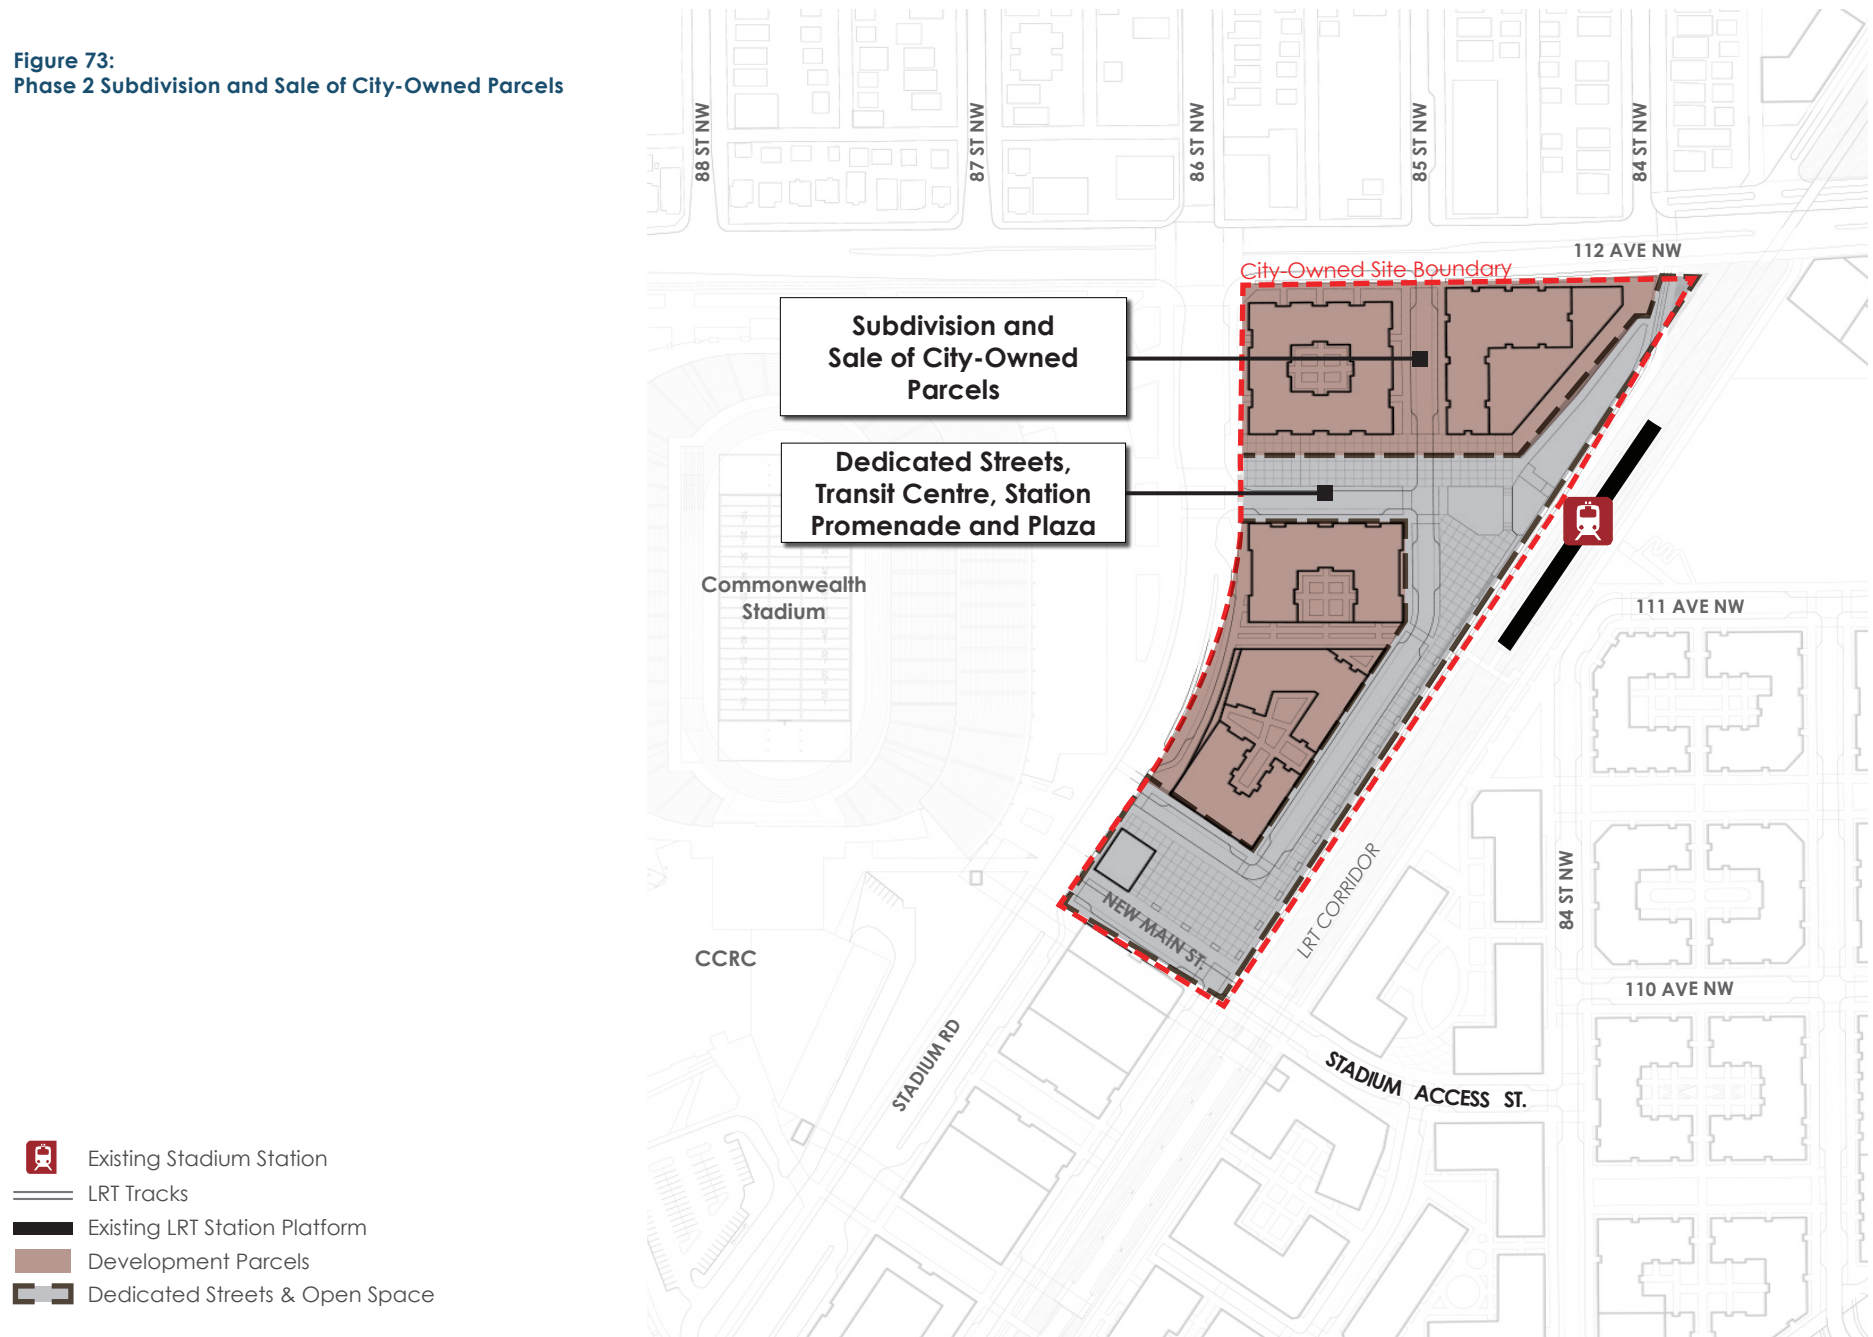 Figure 73:
Phase 2 Subdivision and Sale of City-Owned Parcels
88 ST NW
87 ST NW
86 ST NW
85 ST NW
84 ST NW
112 AVE NW
City-Owned Site Boundary
Subdivision and
Sale of City-Owned
Parcels
Dedicated Streets,
Transit Centre, Station
Promenade and Plaza
Commonwealth
Stadium
111 AVE NW
84 ST NW
LRT CORRIDOR
NEW MAIN ST.
CCRC
110 AVE NW
STADIUM RD
STADIUM ACCESS ST.
Existing Stadium Station
LRT Tracks
Existing LRT Station Platform
Development Parcels
Dedicated Streets & Open Space